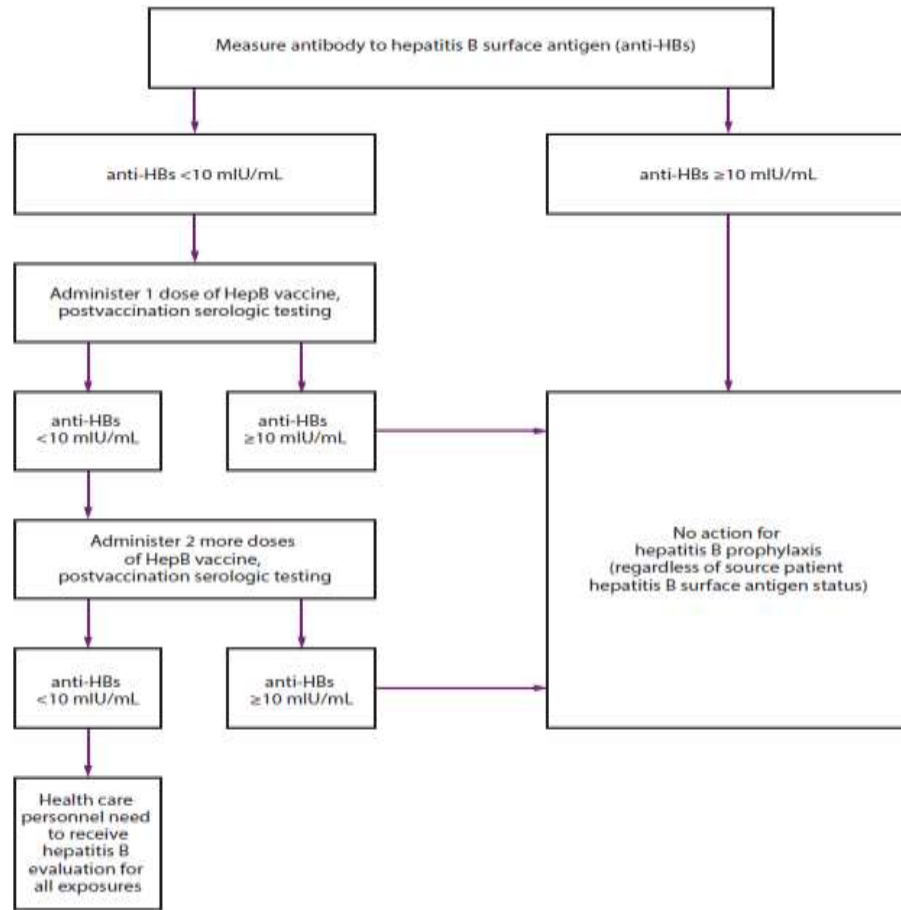 Measure antibody to hepatitis B surface antigen (anti-HBs)
anti-HBs <10 mIU/mL
anti-HBs ≥10 mIU/mL
Administer 1 dose of HepB vaccine,
postvaccination serologic testing
anti-HBs
<10 mIU/mL
anti-HBs
≥10 mIU/mL
No action for
hepatitis B prophylaxis
(regardless of source patient
hepatitis B surface antigen status)
Administer 2 more doses
of HepB vaccine,
postvaccination serologic testing
anti-HBs
<10 mIU/mL
anti-HBs
≥10 mIU/mL
Health care
personnel need
to receive
hepatitis B
evaluation for
all exposures